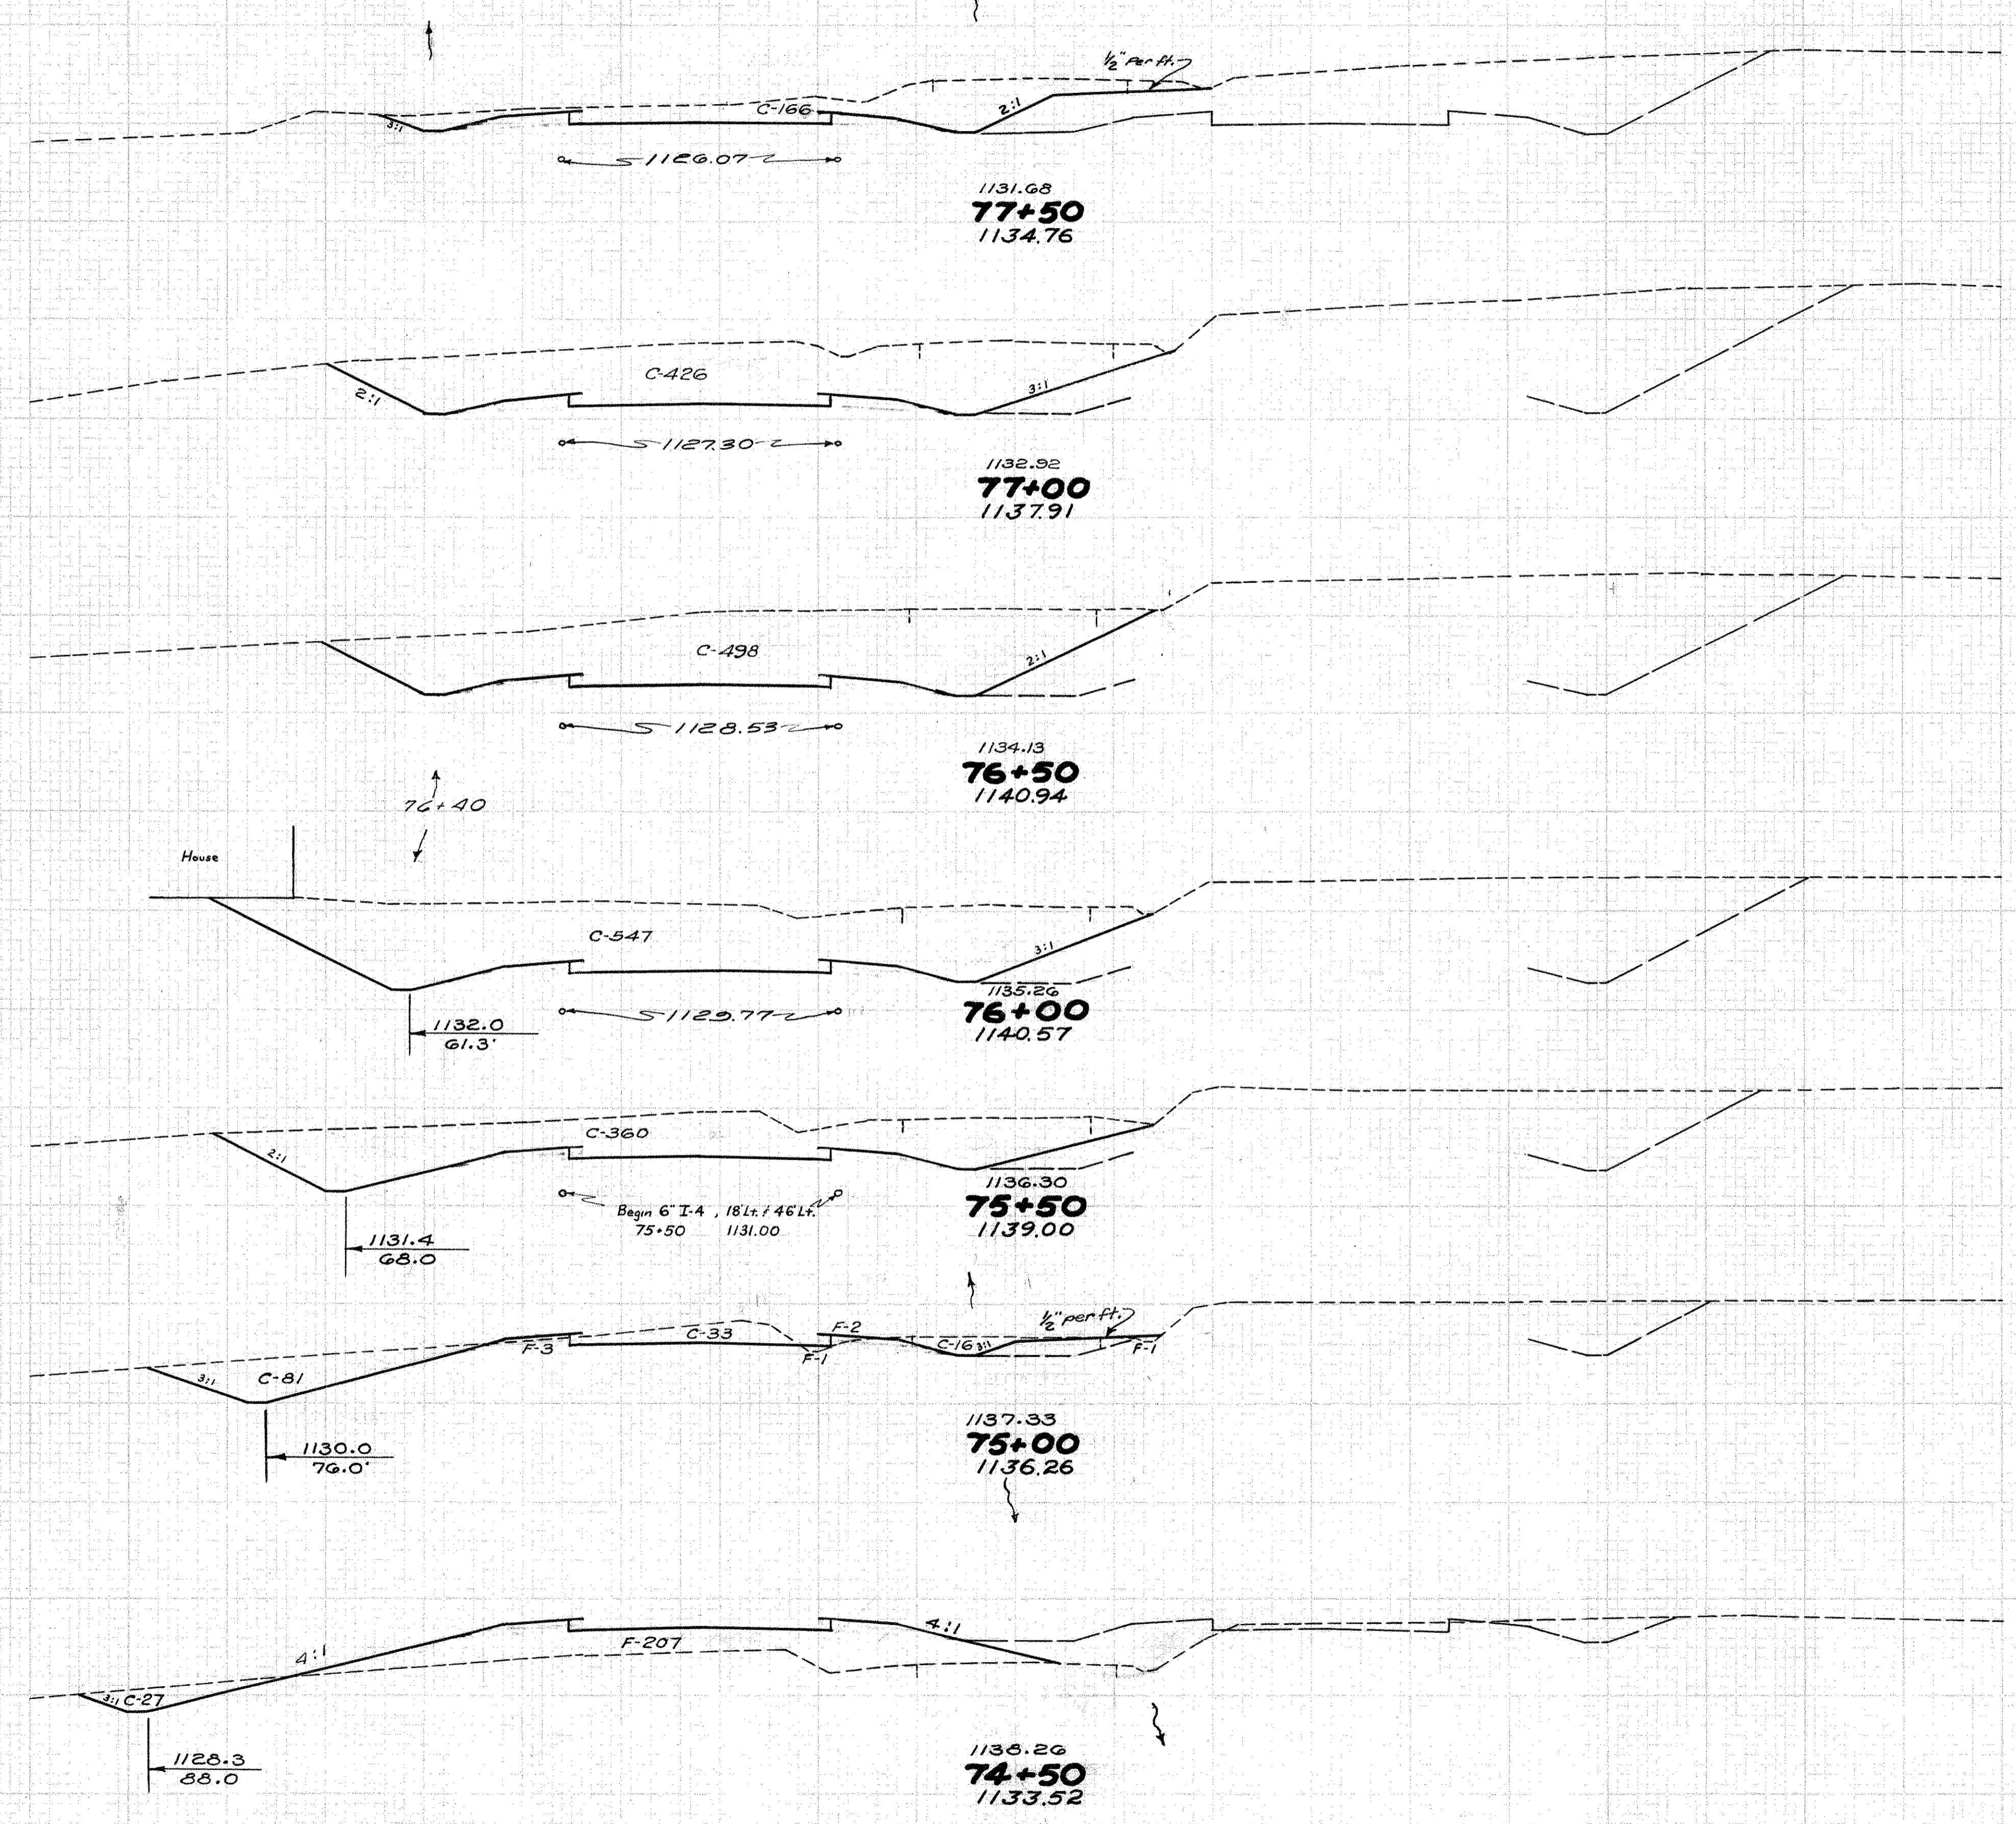 ½" Per ft.
C-166
2:1
3:1
1126.07
1131.68
77+50
1134.76
C-426
2:1
3:1
1127.30
1132.92
77+00
1137.91
C-498
2:1
1128.53
1134.13
76+50
1140.94
76+40
House
C-547
3:1
1135.26
76+00
1140.57
1129.77
1132.0
61.3'
C-360
2:1
1136.30
75+50
1139.00
Begin 6" I-4 , 18'Lt. & 46'Lt.
75+50 1131.00
1131.4
68.0
½" per ft.
F-2
C-33
F-3
F-1
C-16
3:1
F-1
3:1
C-81
1137.33
75+00
1136.26
1130.0
76.0'
4:1
F-207
4:1
3:1
C-27
1138.26
74+50
1133.52
1128.3
88.0